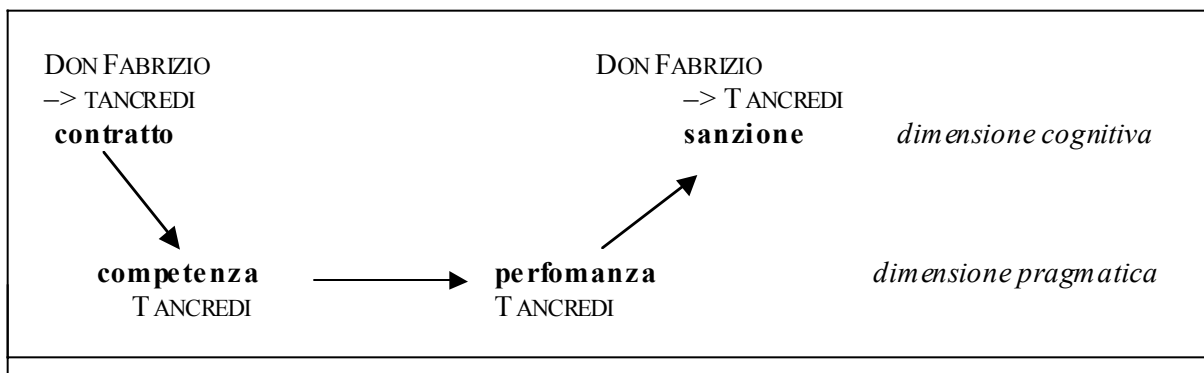 DON FABRIZIO DON FABRIZIO
–> TANCREDI –> TANCREDI
contratto sanzione dimensione cognitiva
competenza perfomanza dimensione pragmatica
TANCREDI TANCREDI